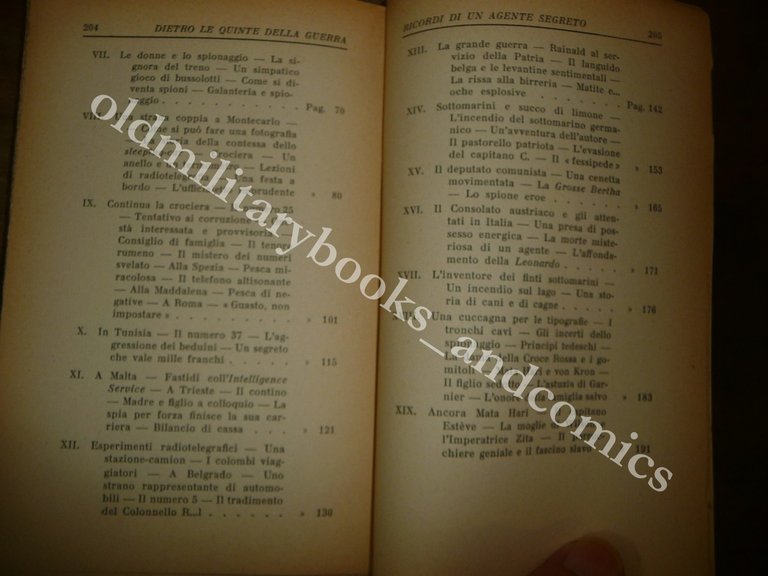 204 DIETRO LE QUINTE DELLA GUERRA
VII. Le donne e lo spionaggio — La si-
gnora del treno — Un simpatico
gioco di bussolotti — Come si di-
venta spioni — Galanteria e spio-
naggio . . . . . . . Pag. 70
VIII. Una strana coppia a Montecarlo —
Come si può fare una fotografia
della contessa dello
crociera — Un
anello — Lezioni
di radiotelegrafia — Una festa a
bordo — L'ufficiale imprudente » 80
IX. Continua la crociera — Il numero 25
— Tentativo di corruzione —
stà interessata e provvisoria —
Consiglio di famiglia — Il tenore
rumeno — Il mistero dei numeri
svelato — Alla Spezia — Pesca mi-
racolosa — Il telefono altisonante
— Alla Maddalena — Pesca di ne-
gative — A Roma — « Guasto, non
impostare » . . . . . . » 101
X. In Tunisia — Il numero 37 — L'ag-
gressione dei beduini — Un segreto
che vale mille franchi . . . » 115
XI. A Malta — Fastidi coll'Intelligence
Service — A Trieste — Il contino
— Madre e figlio a colloquio — La
spia per forza finisce la sua car-
riera — Bilancio di cassa . . . » 121
XII. Esperimenti radiotelegrafici — Una
stazione-camion — I colombi viag-
giatori — A Belgrado — Uno
strano rappresentante di automo-
bili — Il numero 5 — Il tradimento
del Colonnello R...l . . . . . » 130
RICORDI DI UN AGENTE SEGRETO 205
XIII. La grande guerra — Rainald al ser-
vizio della Patria — Il languido
belga e le levantine sentimentali —
La rissa alla birreria — Matite e...
oche esplosive . . . . . . Pag. 142
XIV. Sottomarini e succo di limone —
L'incendio del sottomarino germa-
nico — Un'avventura dell'autore —
Il pastorello patriota — L'evasione
del capitano C. — Il « fessipede » » 153
XV. Il deputato comunista — Una cenetta
movimentata — La Grosse Bertha
— Lo spione eroe . . . . . » 165
XVI. Il Consolato austriaco e gli atten-
tati in Italia — Una presa di pos-
sesso energica — La morte miste-
riosa di un agente — L'affonda-
mento della Leonardo . . . . . » 171
XVII. L'inventore dei finti sottomarini —
Un incendio sul lago — Una sto-
ria di cani e di cagne . . . . » 176
XVIII. Una cuccagna per le tipografie — I
tronchi cavi — Gli incerti dello
spionaggio — Principi tedeschi —
La della Croce Rossa e i go-
mitoli — e von Kron —
Il figlio — L'astuzia di Gar-
nier — L'onore famiglia salvo » 183
XIX. Ancora Mata Hari — capitano
Estève — La moglie
l'Imperatrice Zita — Il
chiere geniale e il fascino slavo » 191
oldmilitarybooks_andcomics